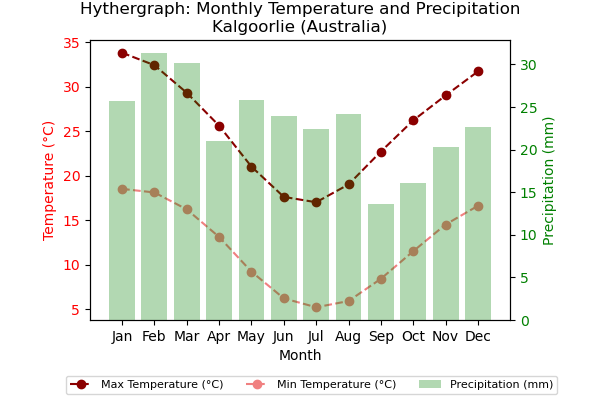 Hythergraph: Monthly Temperature and Precipitation
Kalgoorlie (Australia)
Temperature (°C)
35
30
25
20
15
10
5
30
25
20
15
10
5
0
Precipitation (mm)
Jan Feb Mar Apr May Jun Jul Aug Sep Oct Nov Dec
Month
Max Temperature (°C) Min Temperature (°C) Precipitation (mm)